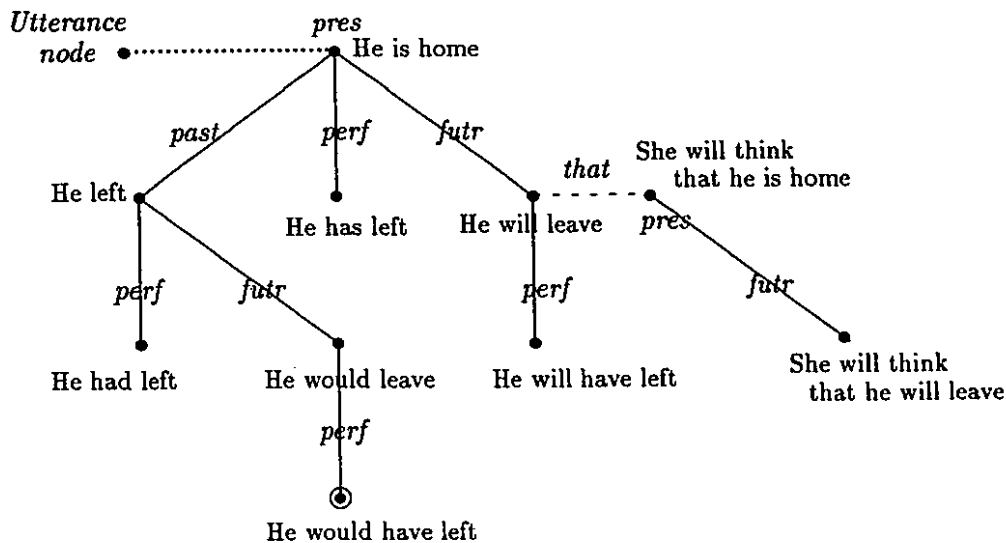 Utterance
node
pres
He is home
past
perf
futr
He left
He has left
He will leave
that
She will think
that he is home
pres
perf
futr
perf
futr
He had left
He would leave
He will have left
She will think
that he will leave
perf
He would have left